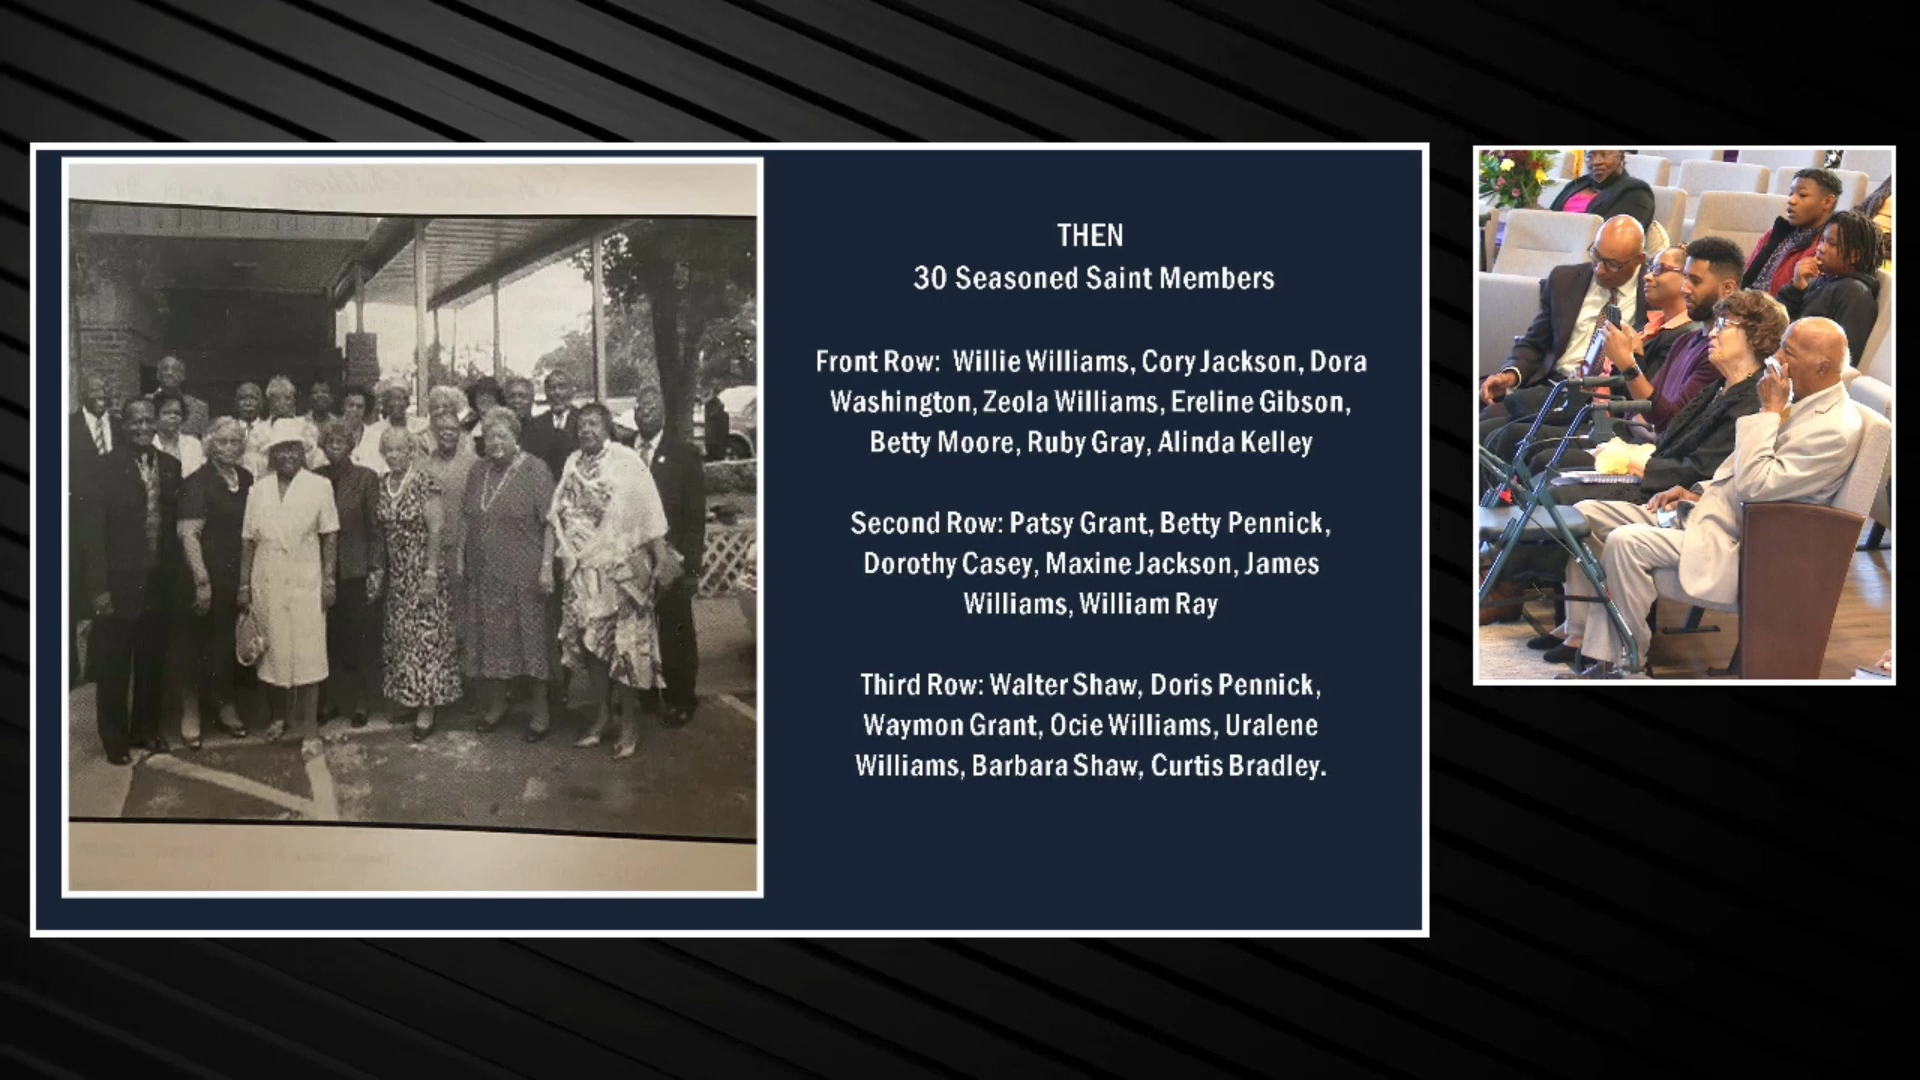 THEN
30 Seasoned Saint Members
Front Row: Willie Williams, Cory Jackson, Dora
Washington, Zeola Williams, Ereline Gibson,
Betty Moore, Ruby Gray, Alinda Kelley
Second Row: Patsy Grant, Betty Pennick,
Dorothy Casey, Maxine Jackson, James
Williams, William Ray
Third Row: Walter Shaw, Doris Pennick,
Waymon Grant, Ocie Williams, Uralene
Williams, Barbara Shaw, Curtis Bradley.